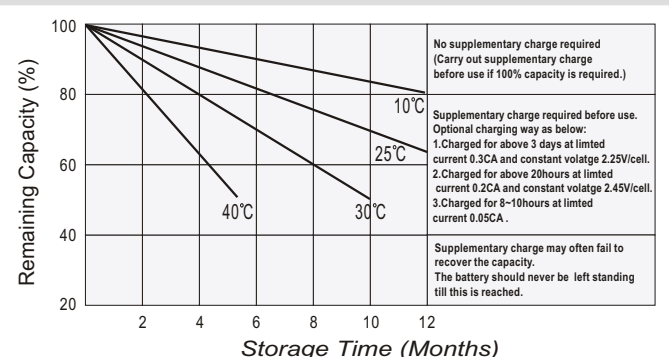 Remaining Capacity (%)
100
80
60
40
20
2 4 6 8 10 12
Storage Time (Months)
10℃
25℃
30℃
40℃
No supplementary charge required
(Carry out supplementary charge
before use if 100% capacity is required.)
Supplementary charge required before use.
Optional charging way as below:
1.Charged for above 3 days at limted
current 0.3CA and constant volatge 2.25V/cell.
2.Charged for above 20hours at limted
current 0.2CA and constant volatge 2.45V/cell.
3.Charged for 8~10hours at limted
current 0.05CA .
Supplementary charge may often fail to
recover the capacity.
The battery should never be left standing
till this is reached.